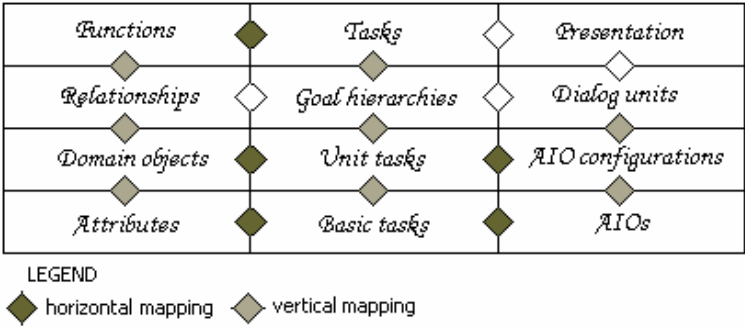 Functions Tasks Presentation
Relationships Goal hierarchies Dialog units
Domain objects Unit tasks AIO configurations
Attributes Basic tasks AIOs
LEGEND
horizontal mapping vertical mapping